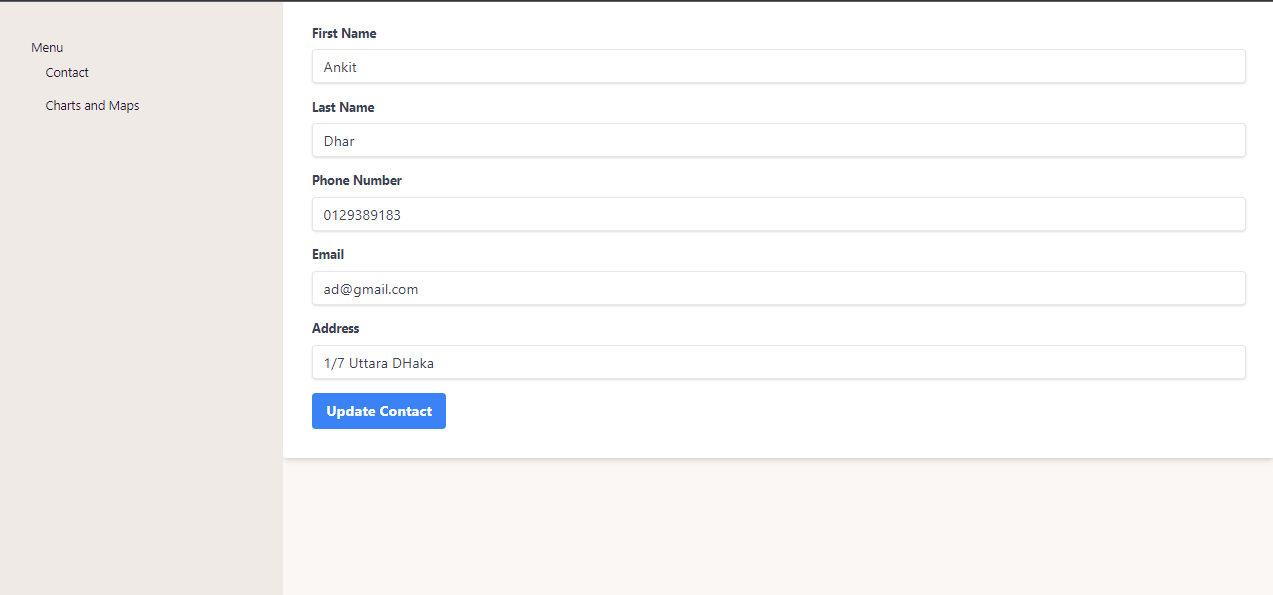 Menu
Contact
Charts and Maps
First Name
Ankit
Last Name
Dhar
Phone Number
0129389183
Email
ad@gmail.com
Address
1/7 Uttara DHaka
Update Contact